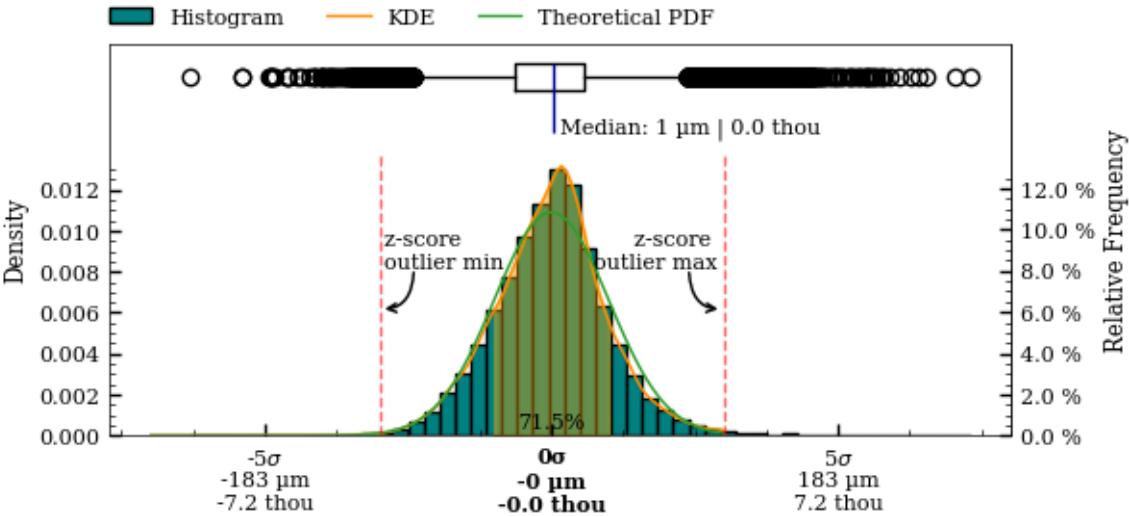 Histogram KDE Theoretical PDF
Median: 1 µm | 0.0 thou
Density
0.012
0.010
0.008
0.006
0.004
0.002
0.000
z-score
outlier min
z-score
outlier max
71.5%
12.0 %
10.0 %
8.0 %
6.0 %
4.0 %
2.0 %
0.0 %
Relative Frequency
-5σ
-183 µm
-7.2 thou
0σ
-0 µm
-0.0 thou
5σ
183 µm
7.2 thou